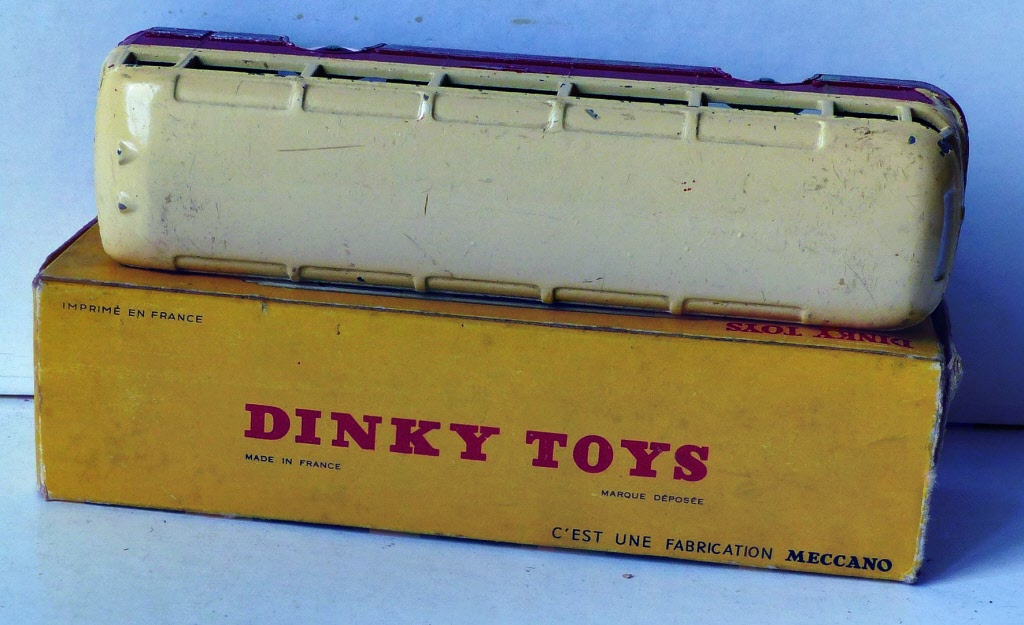 DINKY TOYS
IMPRIMÉ EN FRANCE
DINKY TOYS
MADE IN FRANCE
MARQUE DÉPOSÉE
C'EST UNE FABRICATION MECCANO